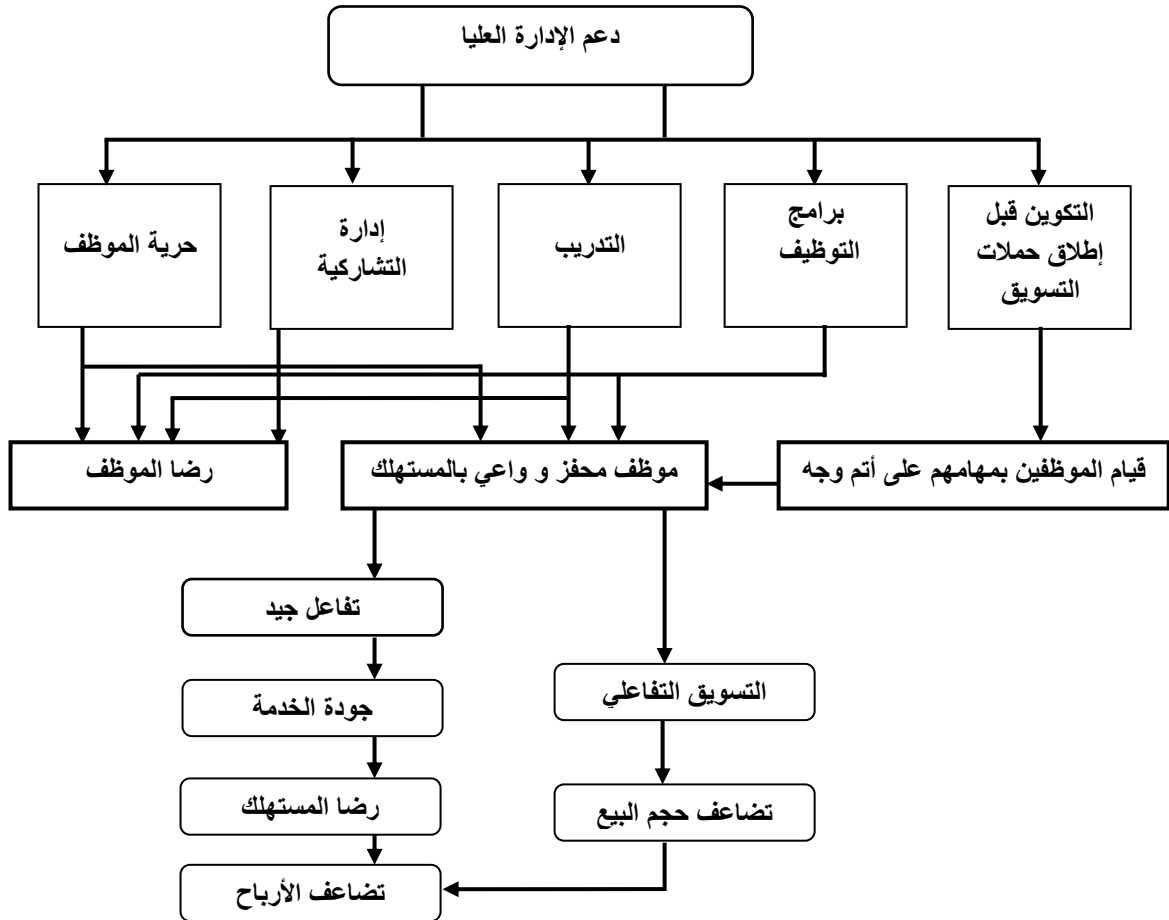 دعم الإدارة العليا
التكوين قبل
إطلاق حملات
التسويق
برامج
التوظيف
التدريب
إدارة
التشاركية
حرية الموظف
قيام الموظفين بمهامهم على أتم وجه
موظف محفز و واعي بالمستهلك
رضا الموظف
تفاعل جيد
التسويق التفاعلي
جودة الخدمة
رضا المستهلك
تضاعف حجم البيع
تضاعف الأرباح